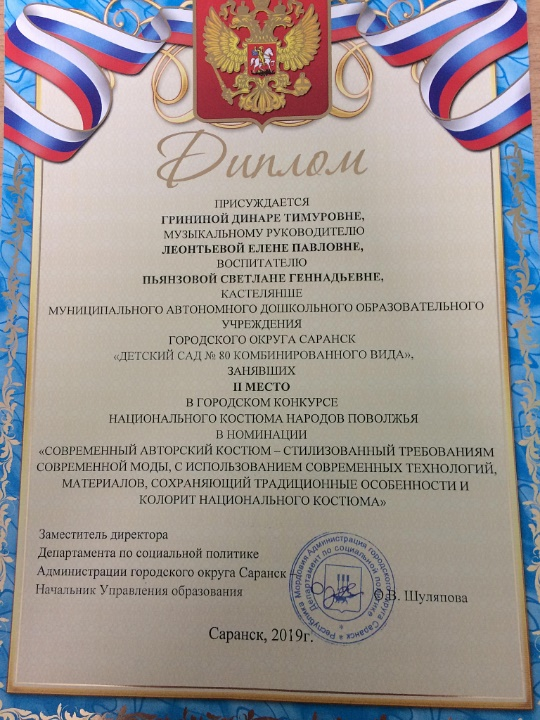 Диплом
ПРИСУЖДАЕТСЯ
ГРИНИНОЙ ДИНАРЕ ТИМУРОВНЕ,
МУЗЫКАЛЬНОМУ РУКОВОДИТЕЛЮ
ЛЕОНТЬЕВОЙ ЕЛЕНЕ ПАВЛОВНЕ,
ВОСПИТАТЕЛЮ
ПЬЯНЗОВОЙ СВЕТЛАНЕ ГЕННАДЬЕВНЕ,
КАСТЕЛЯНШЕ
МУНИЦИПАЛЬНОГО АВТОНОМНОГО ДОШКОЛЬНОГО ОБРАЗОВАТЕЛЬНОГО
УЧРЕЖДЕНИЯ
ГОРОДСКОГО ОКРУГА САРАНСК
«ДЕТСКИЙ САД № 80 КОМБИНИРОВАННОГО ВИДА»,
ЗАНЯВШИХ
II МЕСТО
В ГОРОДСКОМ КОНКУРСЕ
НАЦИОНАЛЬНОГО КОСТЮМА НАРОДОВ ПОВОЛЖЬЯ
В НОМИНАЦИИ
«СОВРЕМЕННЫЙ АВТОРСКИЙ КОСТЮМ – СТИЛИЗОВАННЫЙ ТРЕБОВАНИЯМ
СОВРЕМЕННОЙ МОДЫ, С ИСПОЛЬЗОВАНИЕМ СОВРЕМЕННЫХ ТЕХНОЛОГИЙ,
МАТЕРИАЛОВ, СОХРАНЯЮЩИЙ ТРАДИЦИОННЫЕ ОСОБЕННОСТИ И
КОЛОРИТ НАЦИОНАЛЬНОГО КОСТЮМА»
Заместитель директора
Департамента по социальной политике
Администрации городского округа Саранск –
Начальник Управления образования
О.В. Шуляпова
Республика Мордовия Администрация городского округа Саранск
Департамент по социальной политике
Саранск, 2019г.